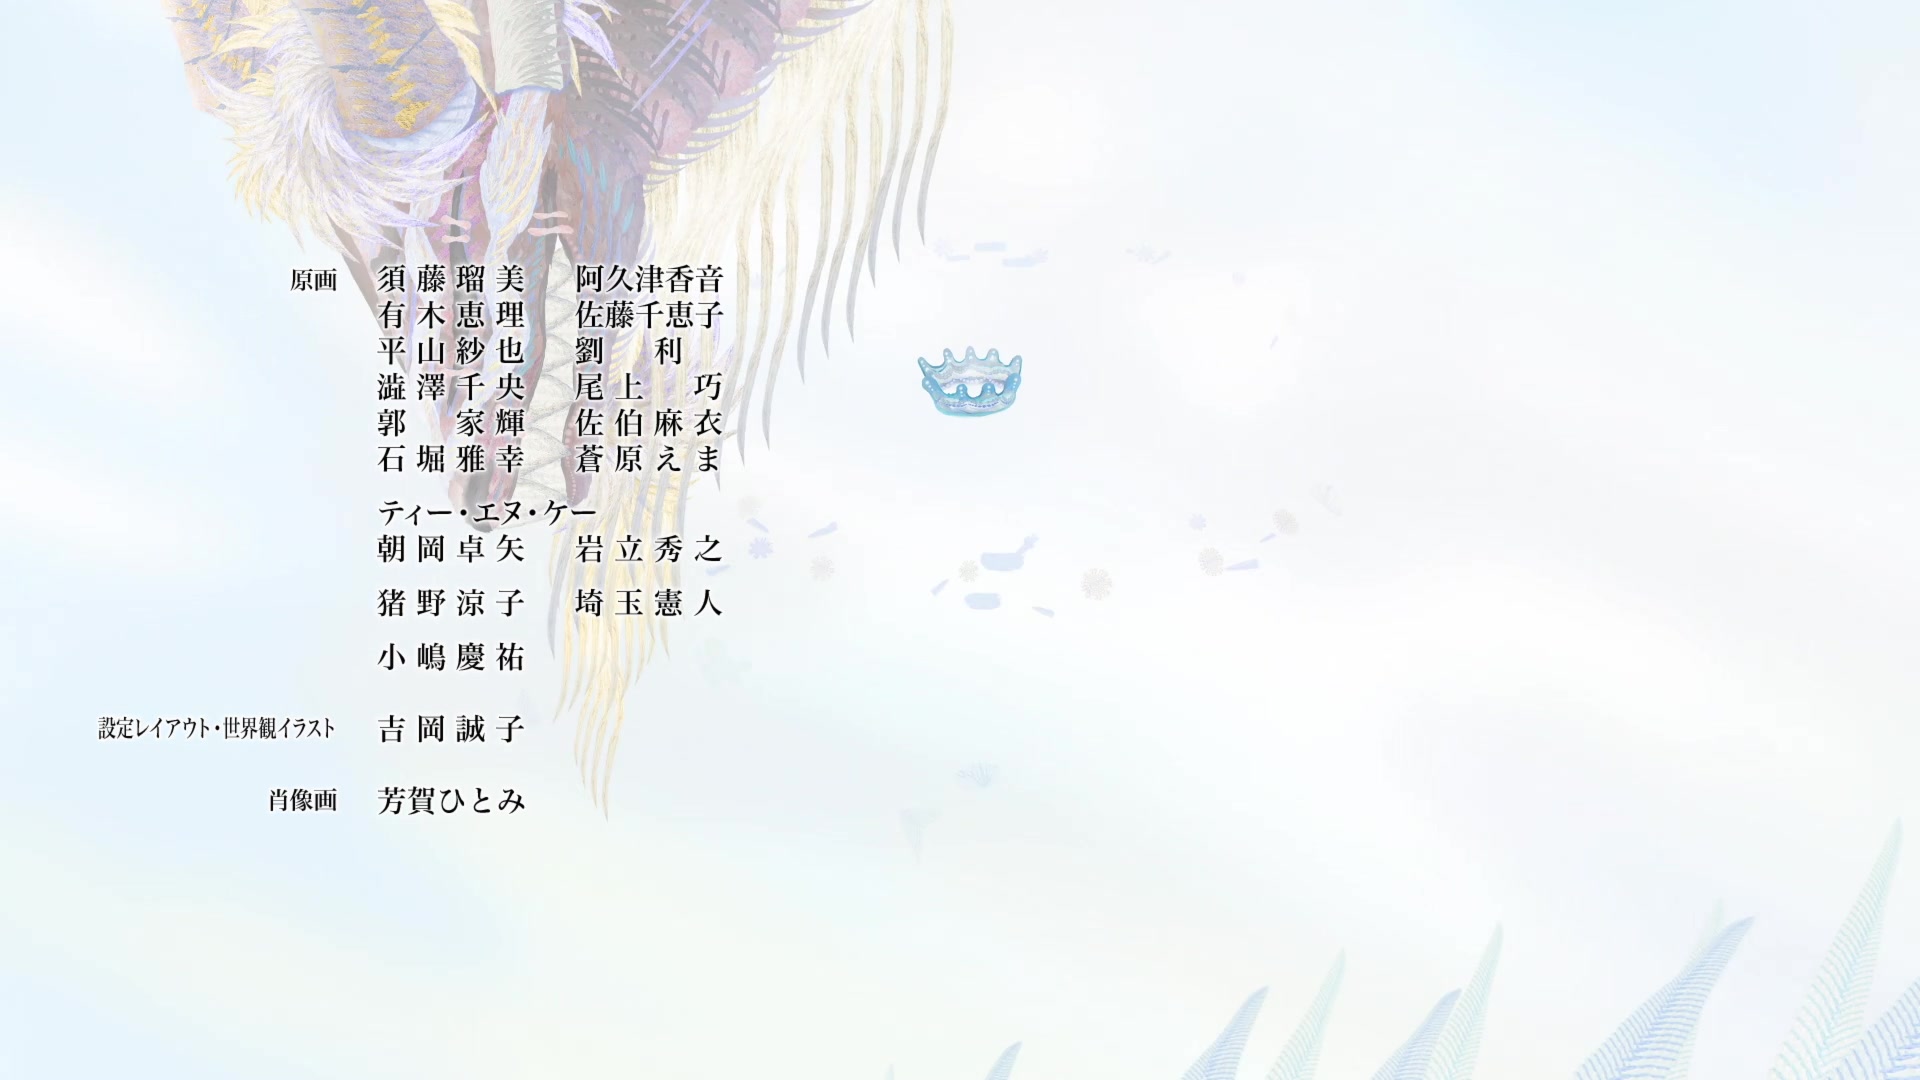 原画 須藤瑠美 阿久津香音
有木恵理 佐藤千恵子
平山紗也 劉利
澁澤千央 尾上巧
郭家輝 佐伯麻衣
石堀雅幸 蒼原えま
ティー・エヌ・ケー
朝岡卓矢 岩立秀之
猪野涼子 埼玉憲人
小嶋慶祐
設定レイアウト・世界観イラスト 吉岡誠子
肖像画 芳賀ひとみ